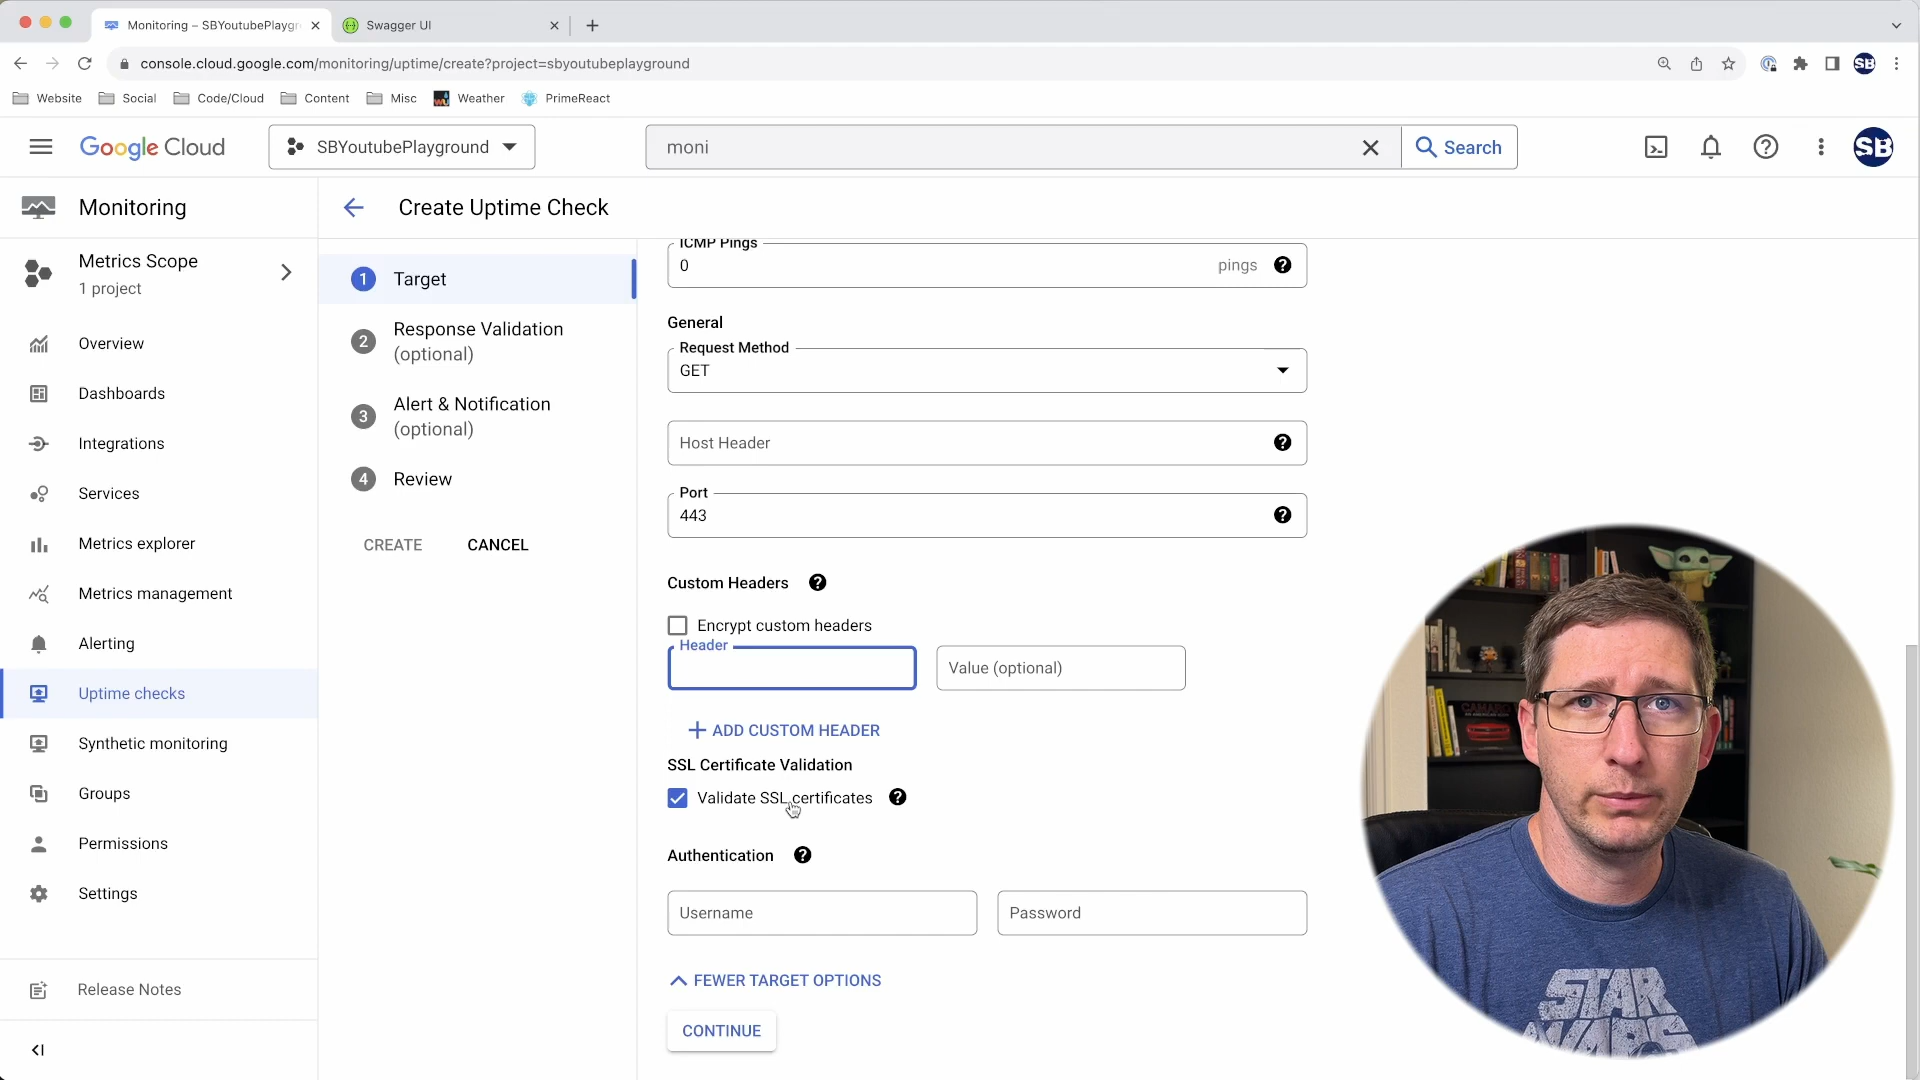 Monitoring – SBYoutubePlaygr
Swagger UI
console.cloud.google.com/monitoring/uptime/create?project=sbyoutubeplayground
SB
Website
Social
Code/Cloud
Content
Misc
Weather
PrimeReact
Google Cloud
SBYoutubePlayground
moni
Search
SB
Monitoring
Create Uptime Check
Metrics Scope
1 project
Overview
Dashboards
Integrations
Services
Metrics explorer
Metrics management
Alerting
Uptime checks
Synthetic monitoring
Groups
Permissions
Settings
Release Notes
1 Target
2 Response Validation
(optional)
3 Alert & Notification
(optional)
4 Review
CREATE
CANCEL
ICMP Pings
0
pings
General
Request Method
GET
Host Header
Port
443
Custom Headers
Encrypt custom headers
Header
Value (optional)
ADD CUSTOM HEADER
SSL Certificate Validation
Validate SSL certificates
Authentication
Username
Password
FEWER TARGET OPTIONS
CONTINUE
CAMARO
STAR
WARS